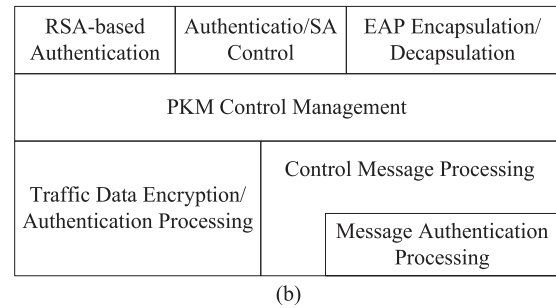 RSA-based
Authentication
Authenticatio/SA
Control
EAP Encapsulation/
Decapsulation
PKM Control Management
Traffic Data Encryption/
Authentication Processing
Control Message Processing
Message Authentication
Processing
(b)